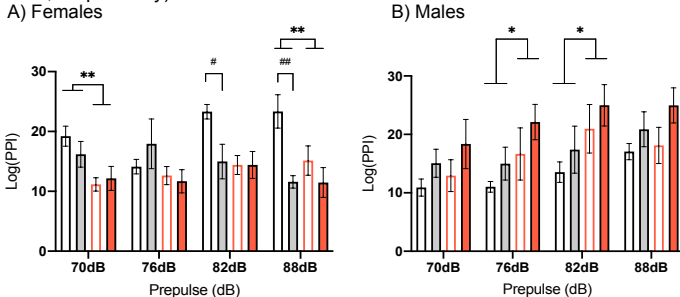 A) Females
**
#
**
##
30
20
10
0
Log(PPI)
70dB 76dB 82dB 88dB
Prepulse (dB)
B) Males
*
*
30
20
10
0
Log(PPI)
70dB 76dB 82dB 88dB
Prepulse (dB)